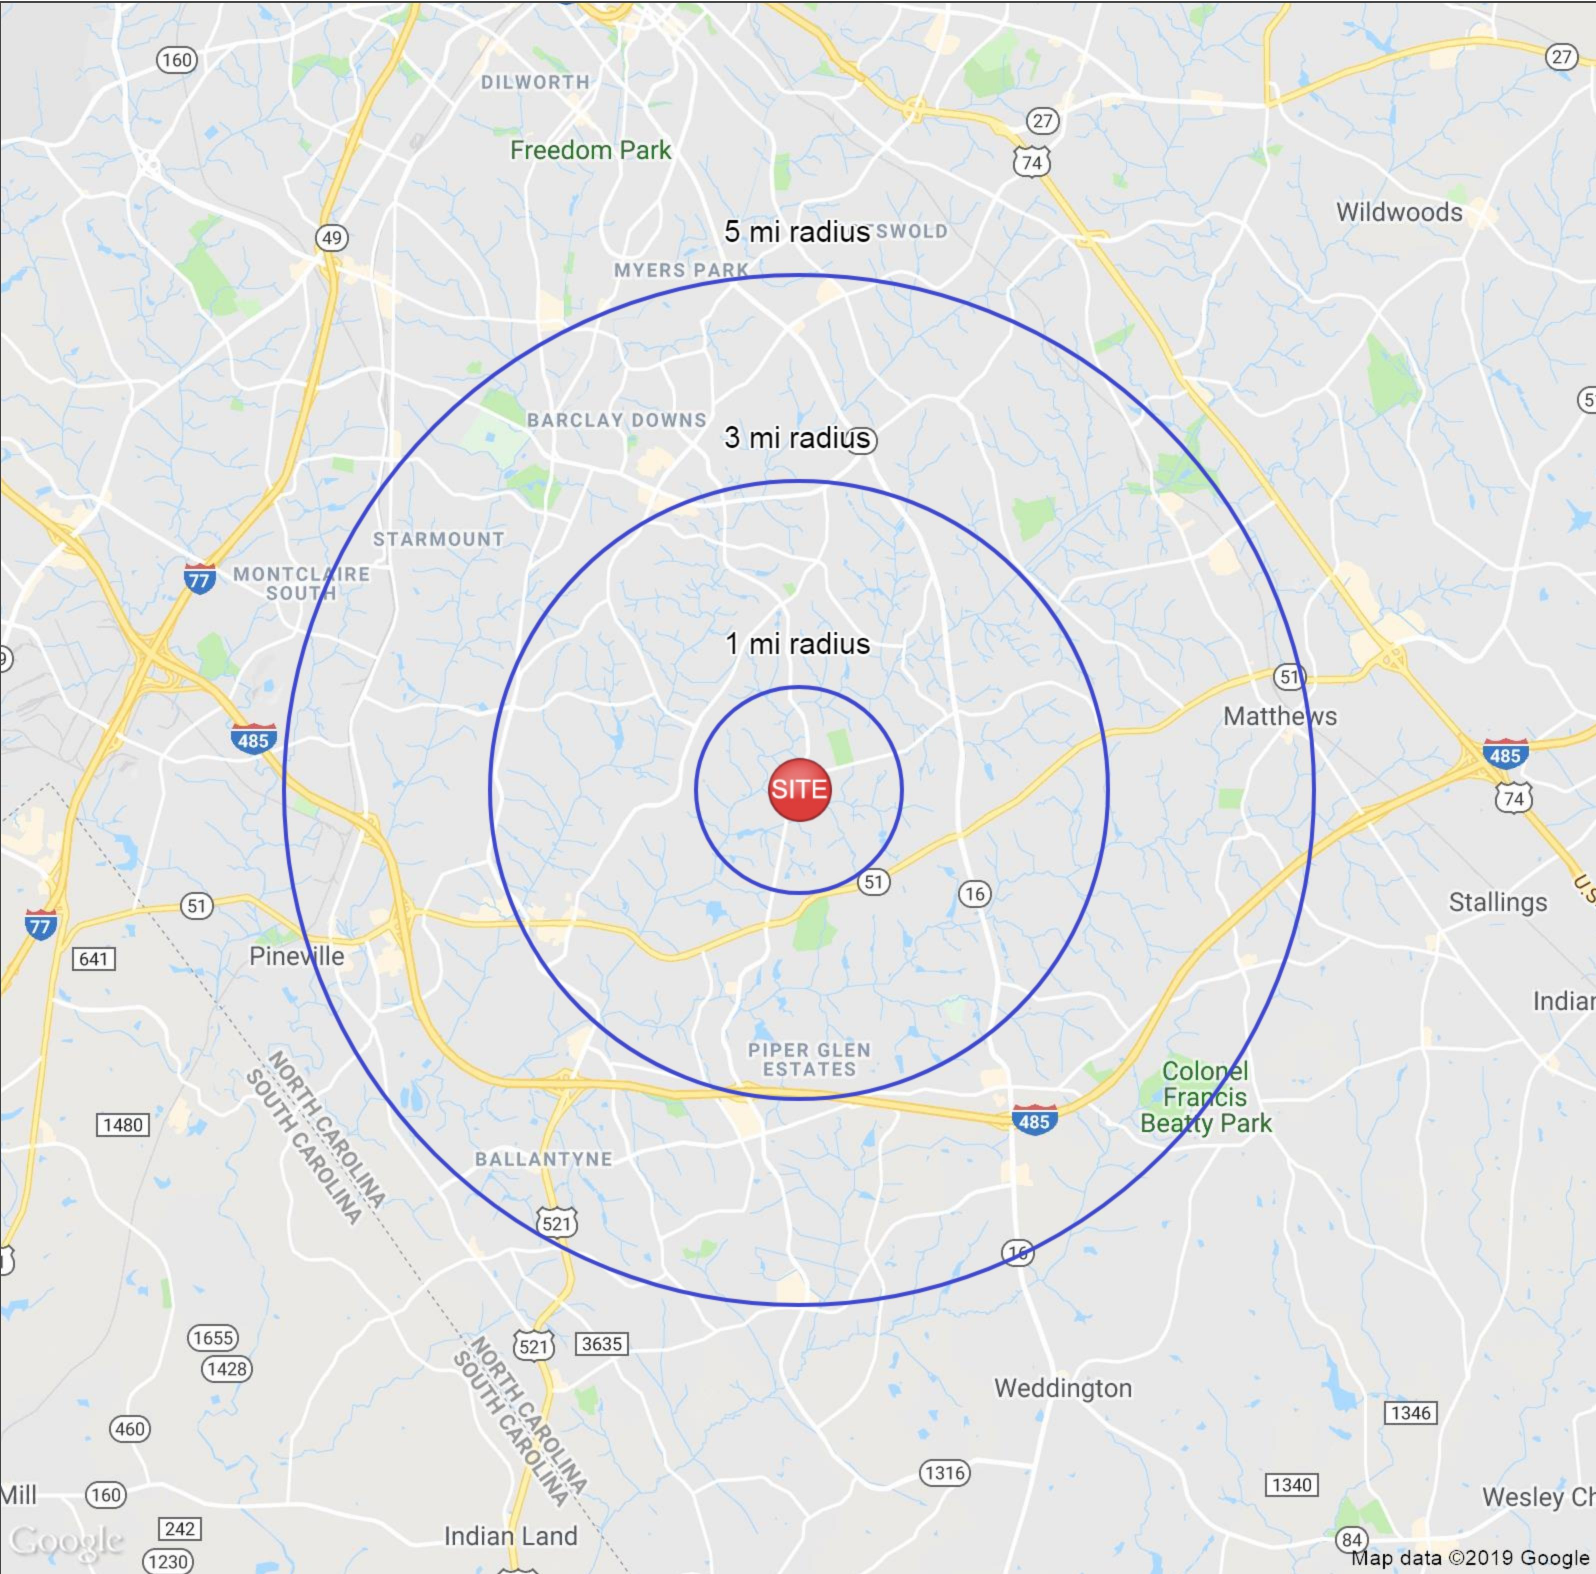 160
27
DILWORTH
27
Freedom Park
74
Wildwoods
49
5 mi radius
SWOLD
MYERS PARK
BARCLAY DOWNS
3 mi radius
STARMOUNT
77
MONTCLAIRE
SOUTH
1 mi radius
51
Matthews
485
485
SITE
74
51
16
51
Stallings
77
641
Pineville
Indian
PIPER GLEN
ESTATES
Colonel
Francis
Beatty Park
NORTH CAROLINA
SOUTH CAROLINA
485
1480
BALLANTYNE
521
16
1655
521
3635
1428
NORTH CAROLINA
SOUTH CAROLINA
Weddington
1346
460
1316
1340
Mill
160
Wesley Ch
242
Indian Land
Google
84
1230
Map data ©2019 Google